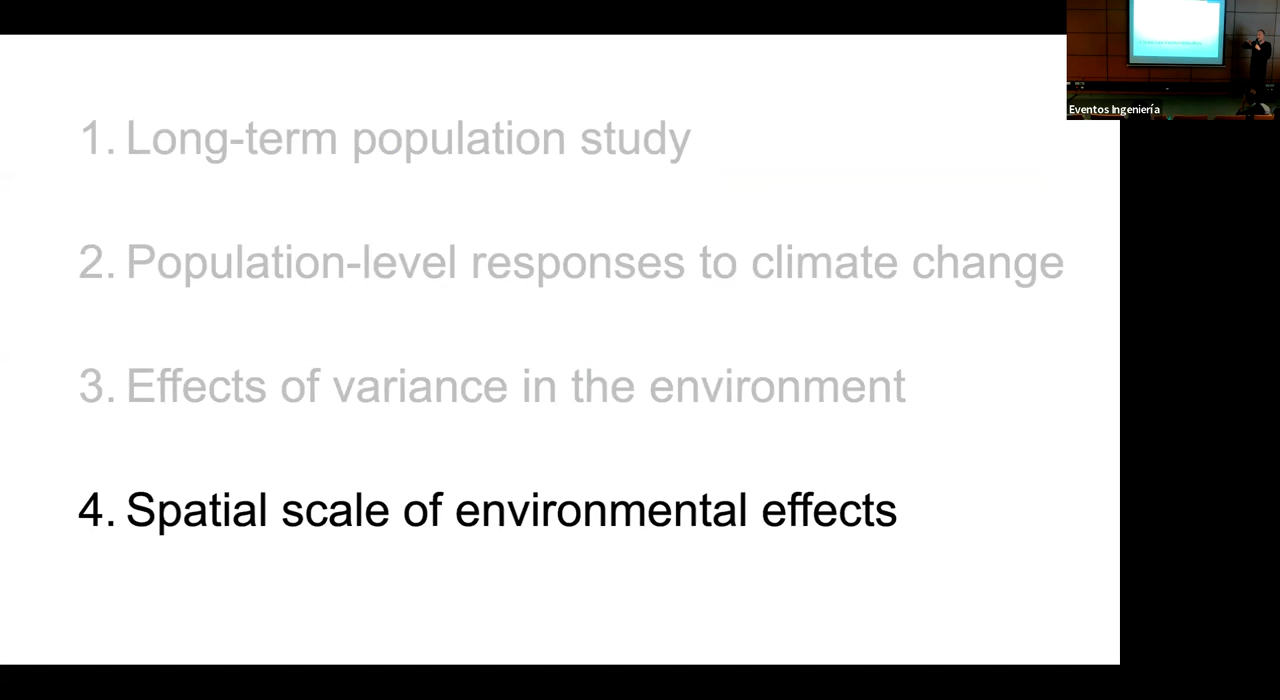 1. Long-term population study
2. Population-level responses to climate change
3. Effects of variance in the environment
4. Spatial scale of environmental effects
Eventos Ingeniería